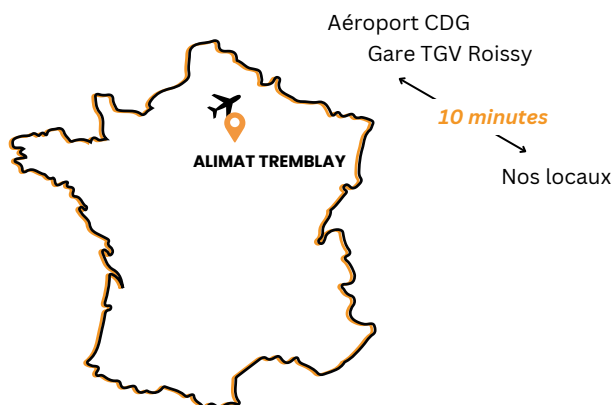 Aéroport CDG
Gare TGV Roissy
10 minutes
ALIMAT TREMBLAY
Nos locaux